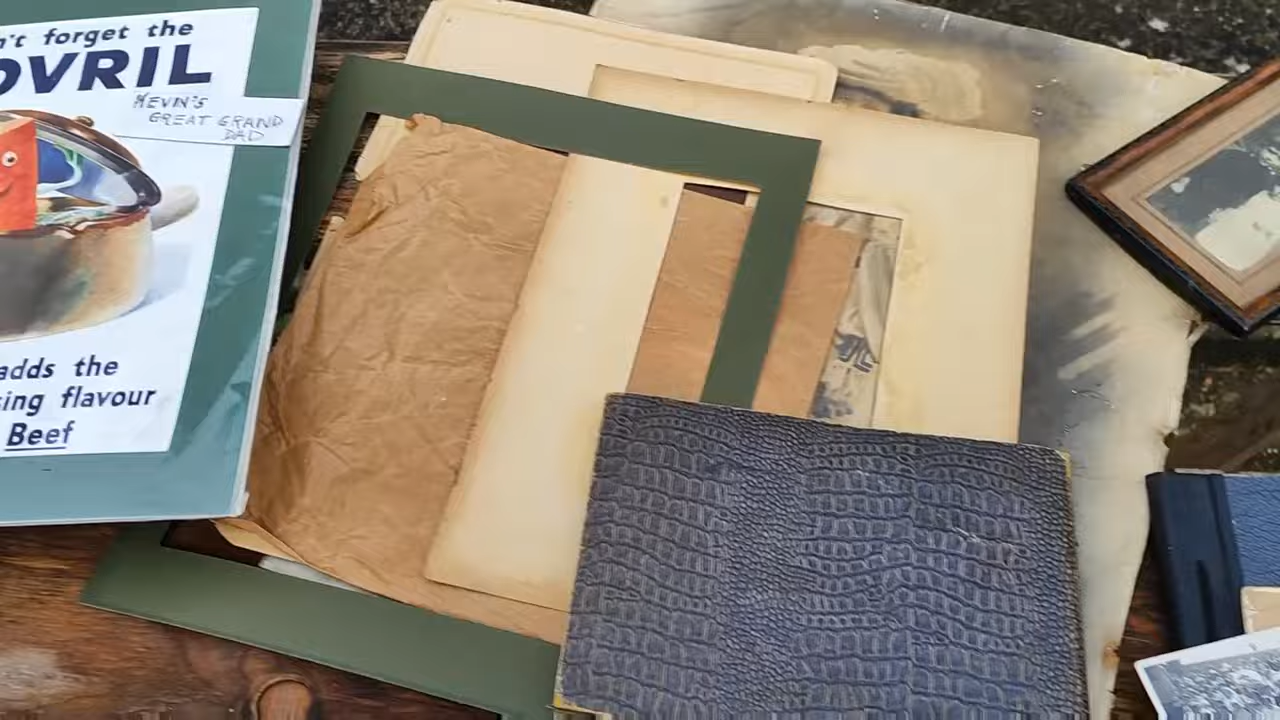 n't forget the
OVRIL
KEVIN'S
GREAT GRAND
DAD
adds the
ing flavour
Beef